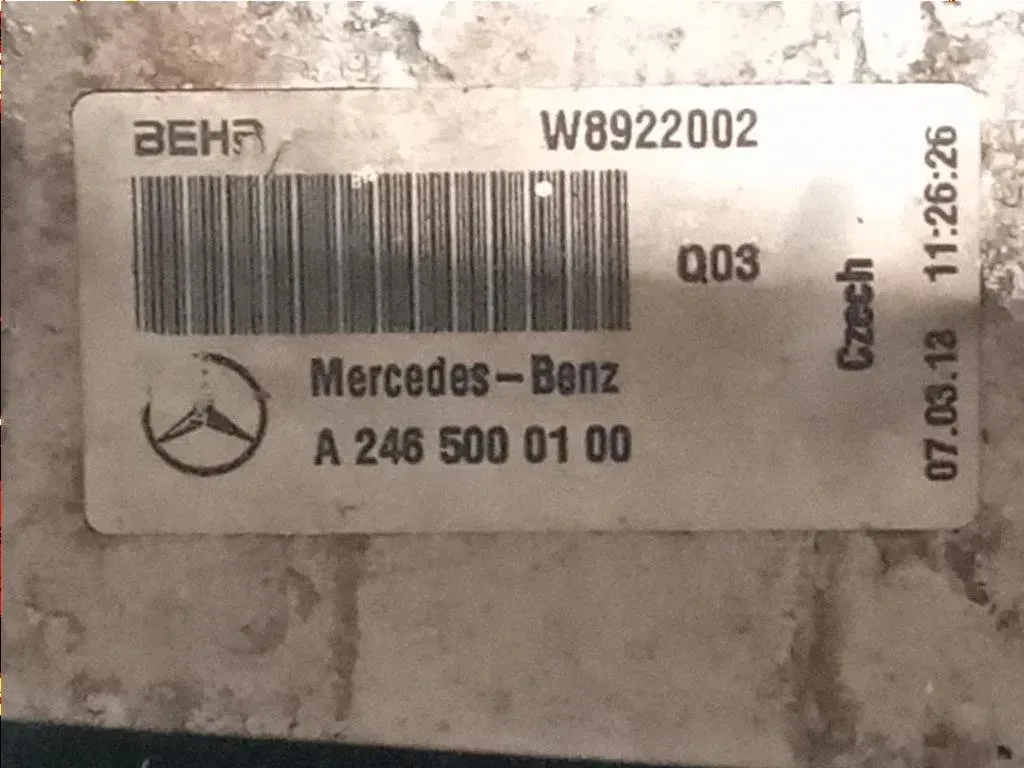 BEHR
W8922002
Q03
Mercedes-Benz
A 246 500 01 00
Czech
07.03.13 11:26:26